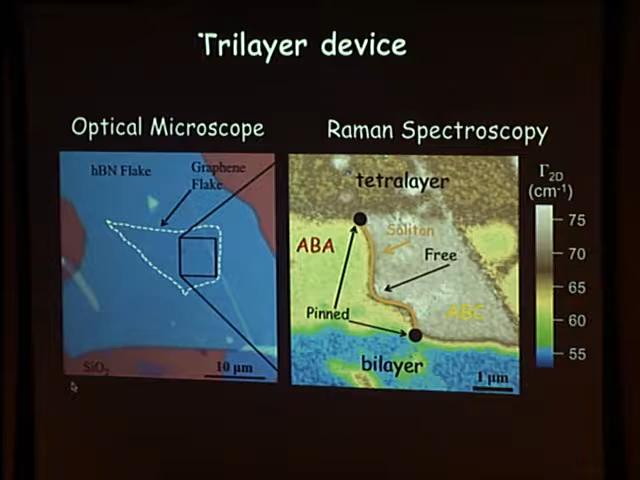 Trilayer device
Optical Microscope
Raman Spectroscopy
hBN Flake
Graphene
Flake
SiO₂
10 μm
tetralayer
Soliton
ABA
Free
Pinned
ABC
bilayer
1 μm
Γ2D
(cm⁻¹)
75
70
65
60
55